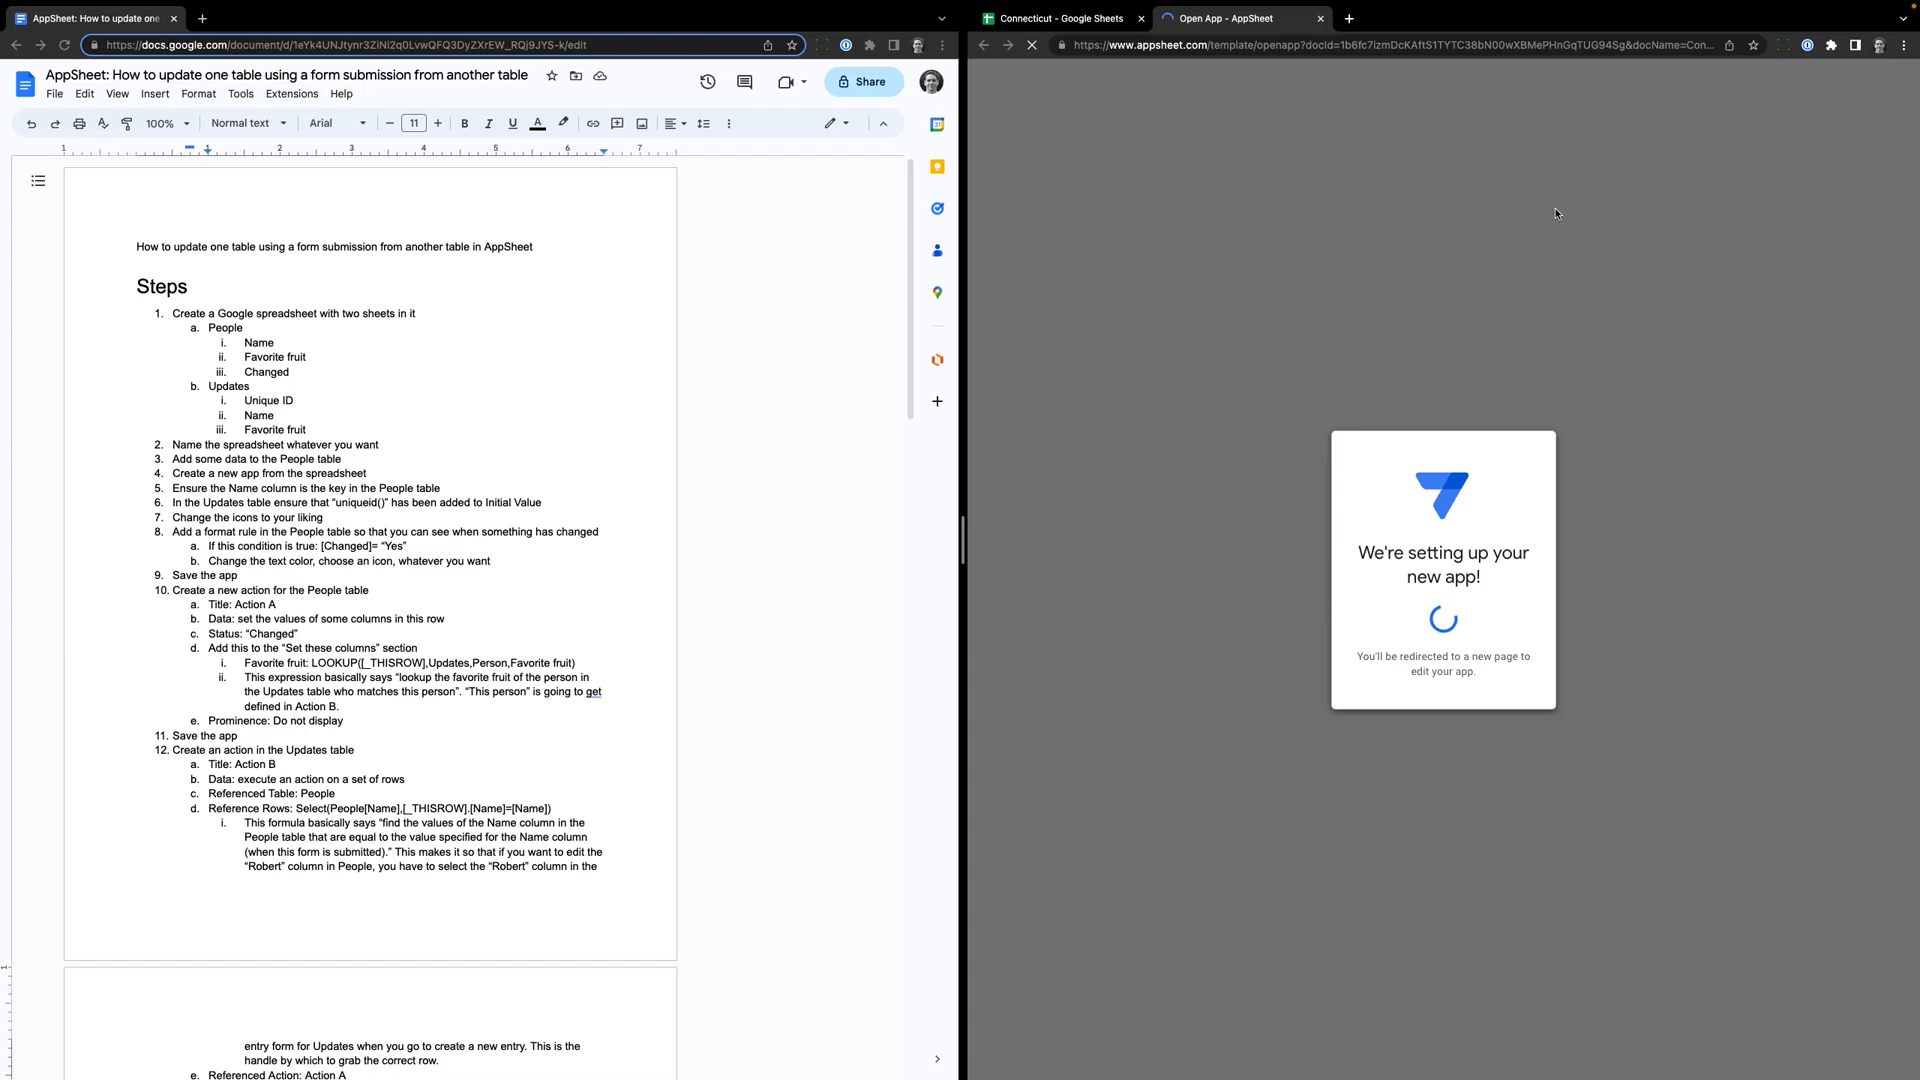 AppSheet: How to update one
https://docs.google.com/document/d/1eYk4UNJtynr3ZiNi2q0LvwQFQ3DyZXrEW_RQj9JYS-k/edit
AppSheet: How to update one table using a form submission from another table
File Edit View Insert Format Tools Extensions Help
Share
100% Normal text Arial 11 B I U A
1 1 2 3 4 5 6 7
How to update one table using a form submission from another table in AppSheet
Steps
1. Create a Google spreadsheet with two sheets in it
a. People
i. Name
ii. Favorite fruit
iii. Changed
b. Updates
i. Unique ID
ii. Name
iii. Favorite fruit
2. Name the spreadsheet whatever you want
3. Add some data to the People table
4. Create a new app from the spreadsheet
5. Ensure the Name column is the key in the People table
6. In the Updates table ensure that “uniqueid()” has been added to Initial Value
7. Change the icons to your liking
8. Add a format rule in the People table so that you can see when something has changed
a. If this condition is true: [Changed]= “Yes”
b. Change the text color, choose an icon, whatever you want
9. Save the app
10. Create a new action for the People table
a. Title: Action A
b. Data: set the values of some columns in this row
c. Status: “Changed”
d. Add this to the “Set these columns” section
i. Favorite fruit: LOOKUP([_THISROW],Updates,Person,Favorite fruit)
ii. This expression basically says “lookup the favorite fruit of the person in
the Updates table who matches this person”. “This person” is going to get
defined in Action B.
e. Prominence: Do not display
11. Save the app
12. Create an action in the Updates table
a. Title: Action B
b. Data: execute an action on a set of rows
c. Referenced Table: People
d. Reference Rows: Select(People[Name],[_THISROW].[Name]=[Name])
i. This formula basically says “find the values of the Name column in the
People table that are equal to the value specified for the Name column
(when this form is submitted).” This makes it so that if you want to edit the
“Robert” column in People, you have to select the “Robert” column in the
entry form for Updates when you go to create a new entry. This is the
handle by which to grab the correct row.
e. Referenced Action: Action A
Connecticut - Google Sheets
Open App - AppSheet
https://www.appsheet.com/template/openapp?docId=1b6fc7izmDcKAftS1TYTC38bN00wXBMePHnGqTUG94Sg&docName=Con...
We're setting up your
new app!
You'll be redirected to a new page to
edit your app.